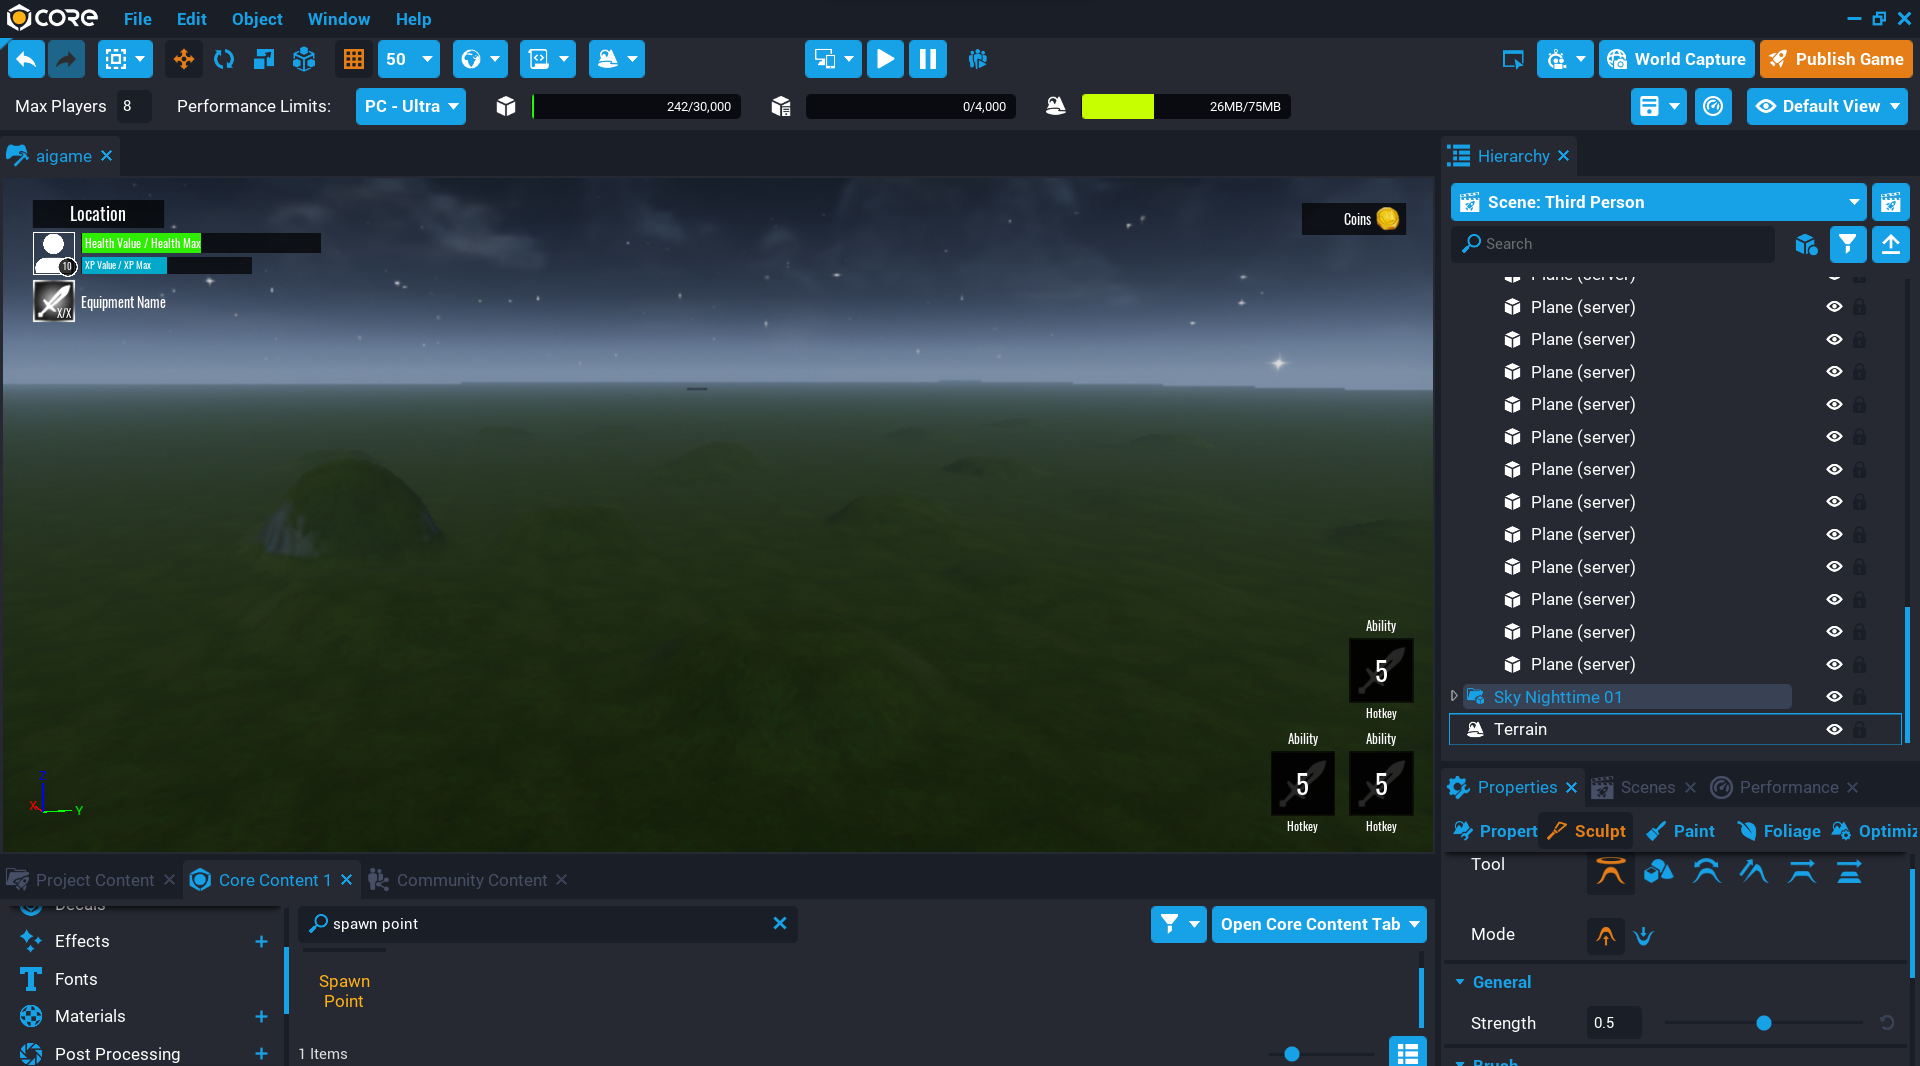 CORE
File Edit Object Window Help
50
World Capture
Publish Game
Max Players 8 Performance Limits: PC - Ultra 242/30,000 0/4,000 26MB/75MB Default View
aigame
Location
Health Value / Health Max
10
XP Value / XP Max
X/X
Equipment Name
Coins
Ability
5
Hotkey
Ability Ability
5 5
Hotkey Hotkey
X Y
Hierarchy
Scene: Third Person
Search
Plane (server)
Plane (server)
Plane (server)
Plane (server)
Plane (server)
Plane (server)
Plane (server)
Plane (server)
Plane (server)
Plane (server)
Plane (server)
Plane (server)
Plane (server)
Sky Nighttime 01
Terrain
Properties Scenes Performance
Propert Sculpt Paint Foliage Optimiz
Tool
Mode
General
Strength 0.5
Brush
Project Content Core Content 1 Community Content
Decals
Effects
Fonts
Materials
Post Processing
spawn point
Open Core Content Tab
Spawn
Point
1 Items